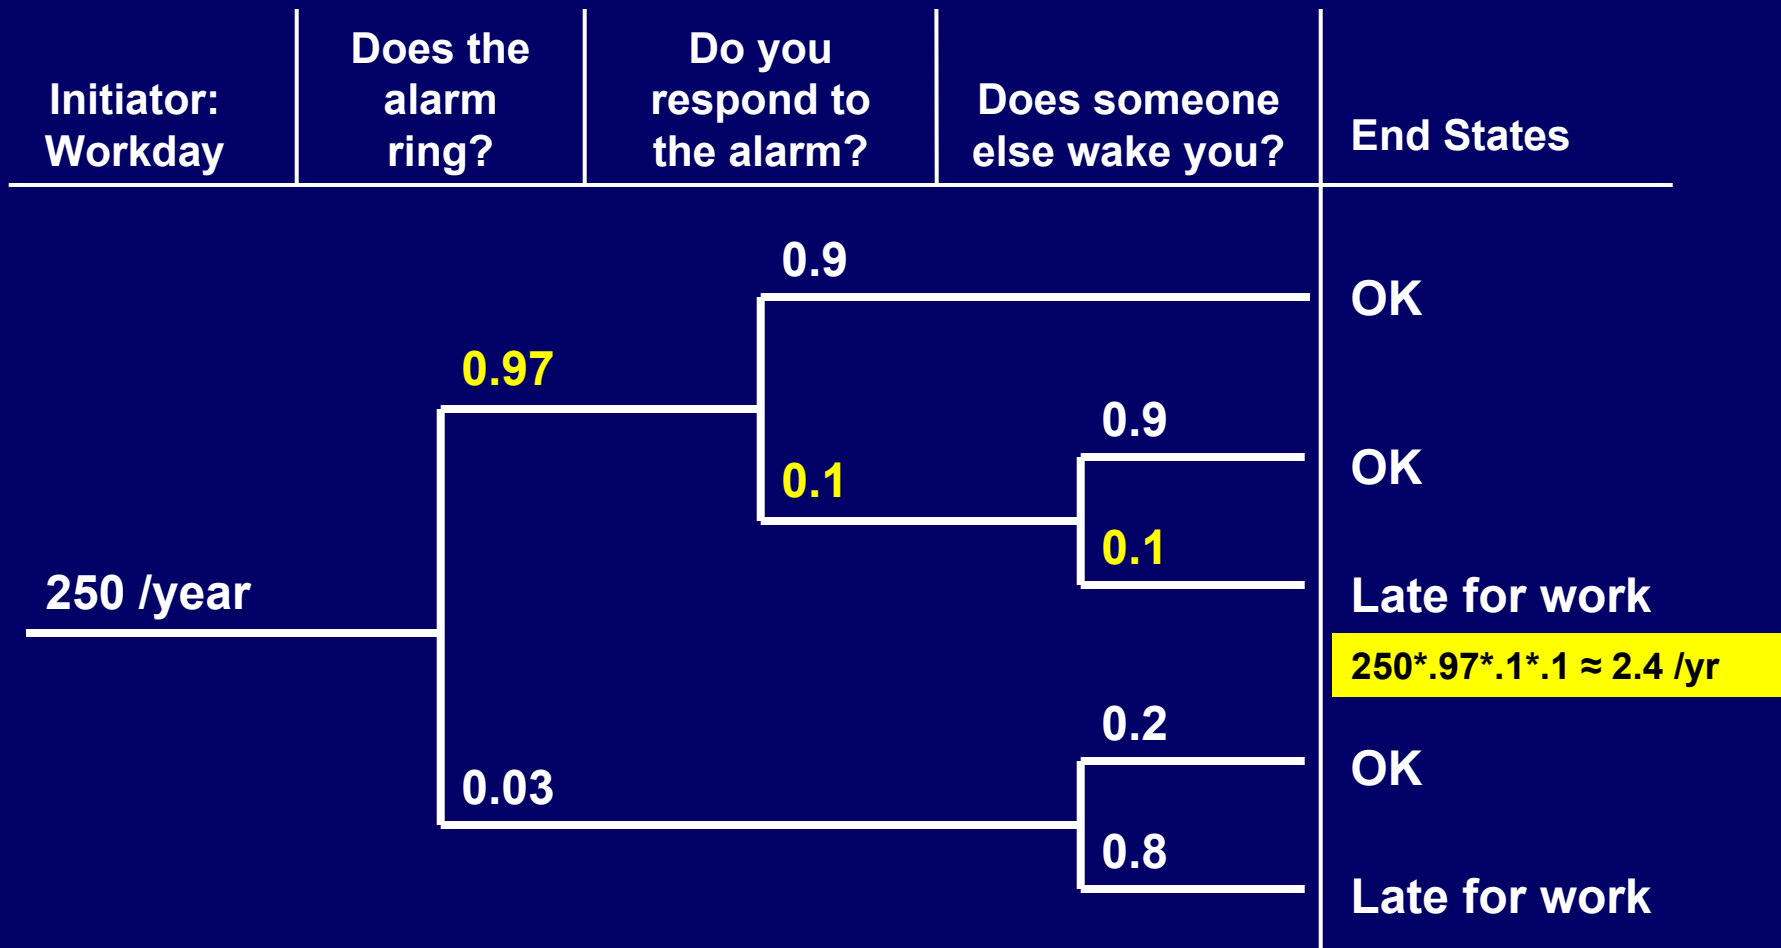 Initiator:
Workday
Does the
alarm
ring?
Do you
respond to
the alarm?
Does someone
else wake you?
End States
0.9
OK
0.97
0.9
OK
0.1
0.1
250 /year
Late for work
250*.97*.1*.1 ≈ 2.4 /yr
0.2
OK
0.03
0.8
Late for work